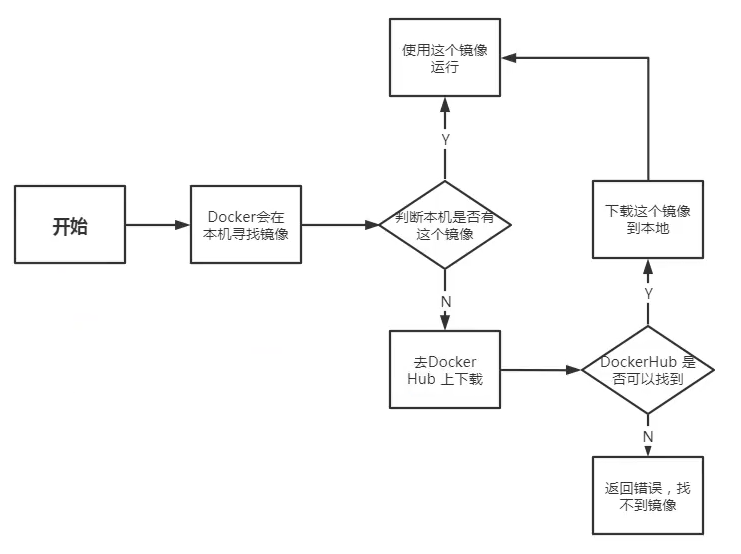 使用这个镜像
运行
Y
开始
Docker会在
本机寻找镜像
判断本机是否有
这个镜像
下载这个镜像
到本地
N
Y
去Docker
Hub 上下载
DockerHub 是
否可以找到
N
返回错误，找
不到镜像